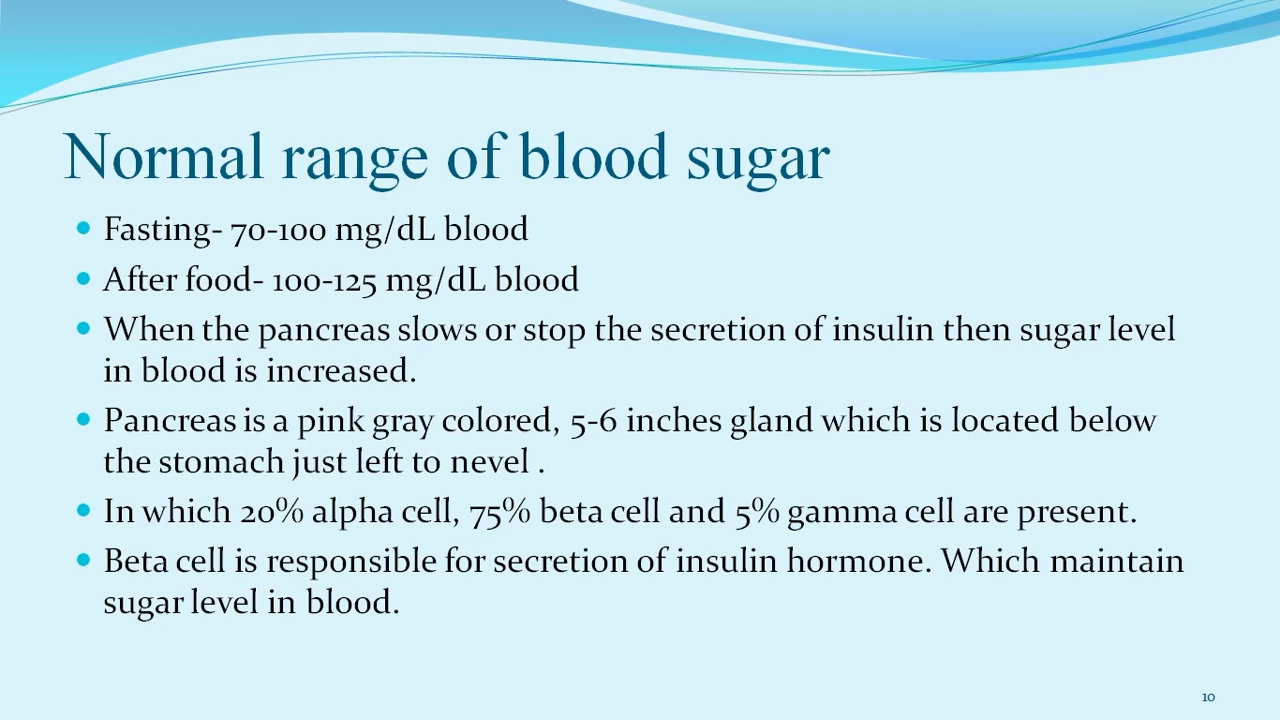 Normal range of blood sugar
Fasting- 70-100 mg/dL blood
After food- 100-125 mg/dL blood
When the pancreas slows or stop the secretion of insulin then sugar level
in blood is increased.
Pancreas is a pink gray colored, 5-6 inches gland which is located below
the stomach just left to nevel .
In which 20% alpha cell, 75% beta cell and 5% gamma cell are present.
Beta cell is responsible for secretion of insulin hormone. Which maintain
sugar level in blood.
10